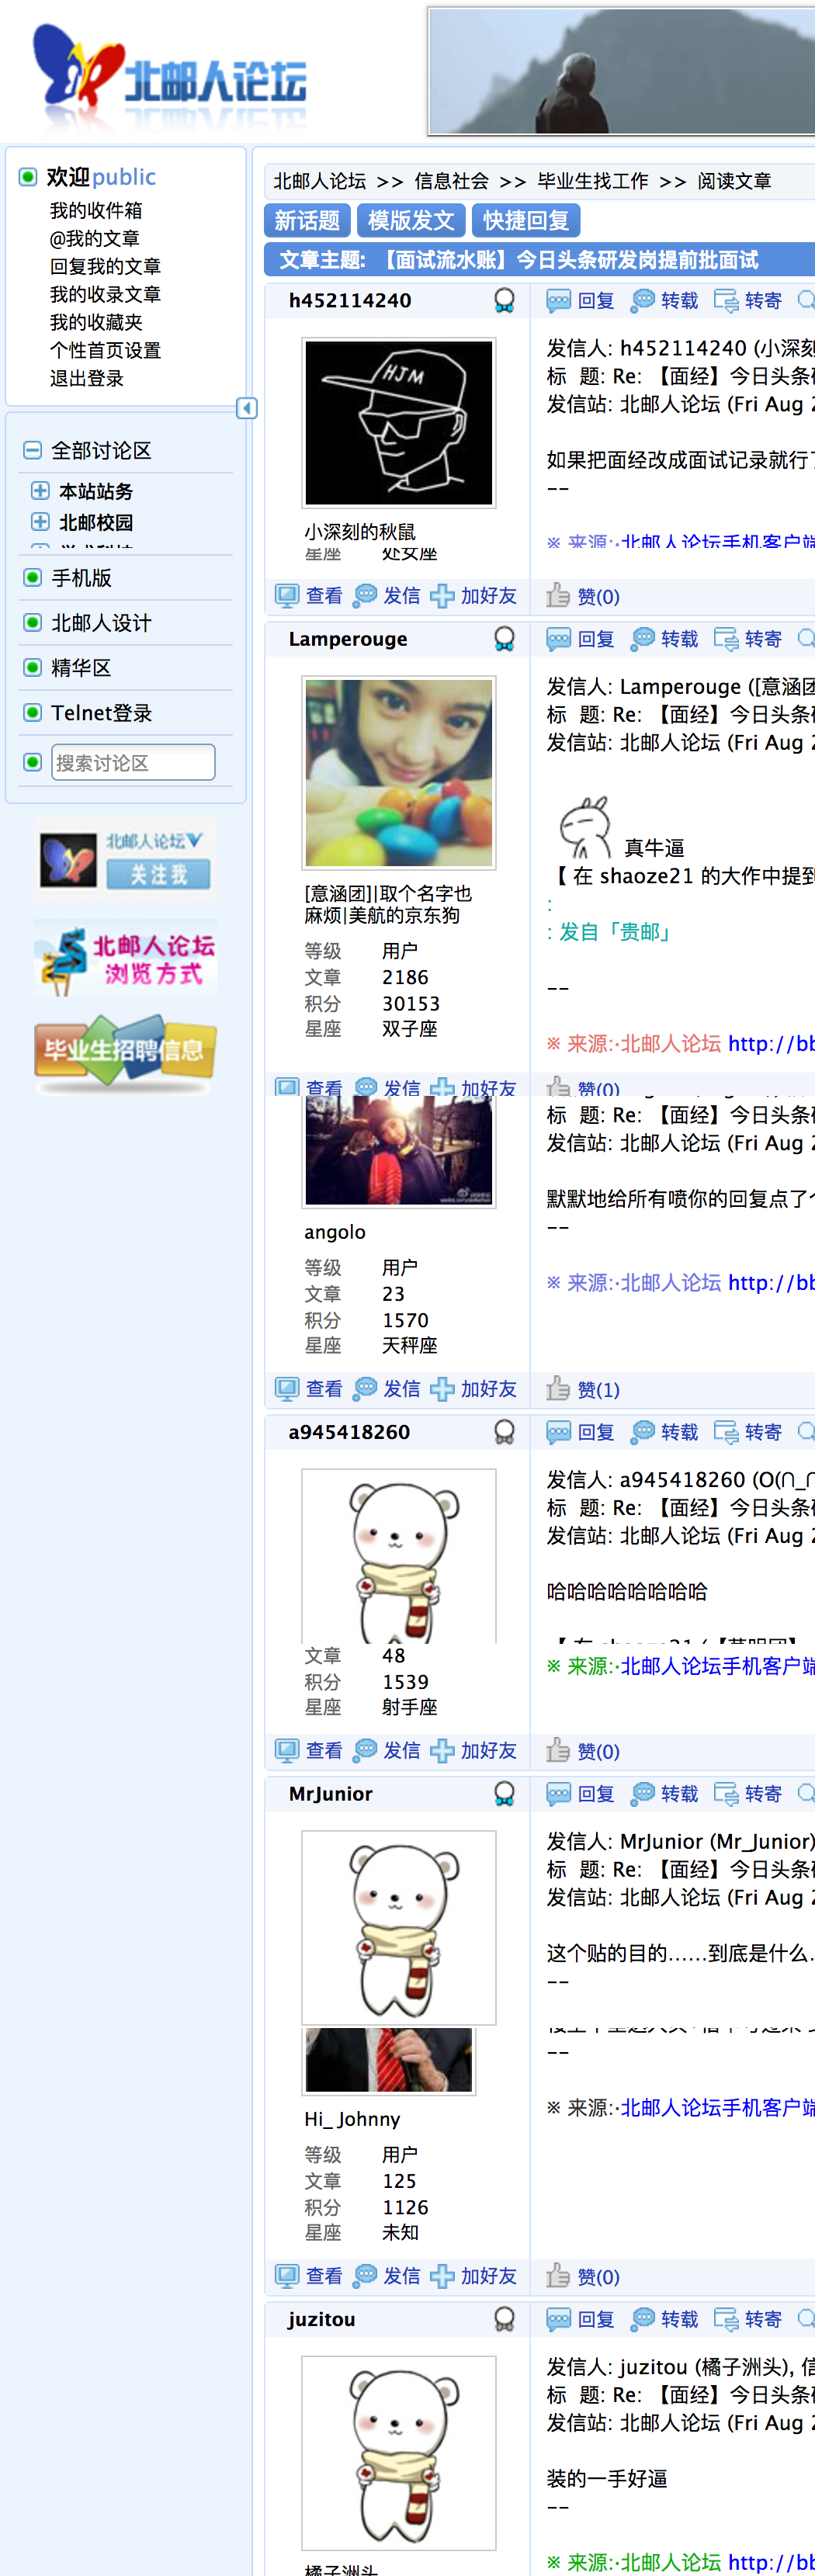 北邮人论坛
欢迎public
我的收件箱
@我的文章
回复我的文章
我的收录文章
我的收藏夹
个性首页设置
退出登录
全部讨论区
本站站务
北邮校园
手机版
北邮人设计
精华区
Telnet登录
搜索讨论区
北邮人论坛
关注我
北邮人论坛
浏览方式
毕业生招聘信息
北邮人论坛 >> 信息社会 >> 毕业生找工作 >> 阅读文章
新话题 模版发文 快捷回复
文章主题: 【面试流水账】今日头条研发岗提前批面试
h452114240
回复 转载 转寄
HJM
小深刻的秋鼠
星座 处女座
发信人: h452114240 (小深刻
标 题: Re: 【面经】今日头条
发信站: 北邮人论坛 (Fri Aug
如果把面经改成面试记录就行
--
※ 来源:·北邮人论坛手机客户端
查看 发信 加好友 赞(0)
Lamperouge
回复 转载 转寄
[意涵团]|取个名字也
麻烦|美航的京东狗
等级 用户
文章 2186
积分 30153
星座 双子座
发信人: Lamperouge ([意涵团
标 题: Re: 【面经】今日头条
发信站: 北邮人论坛 (Fri Aug
真牛逼
【 在 shaoze21 的大作中提到
:
: 发自「贵邮」
--
※ 来源:·北邮人论坛 http://bb
查看 发信 加好友 赞(0)
标 题: Re: 【面经】今日头条
发信站: 北邮人论坛 (Fri Aug
默默地给所有喷你的回复点了
--
※ 来源:·北邮人论坛 http://bb
angolo
等级 用户
文章 23
积分 1570
星座 天秤座
查看 发信 加好友 赞(1)
a945418260
回复 转载 转寄
发信人: a945418260 (O(∩_∩
标 题: Re: 【面经】今日头条
发信站: 北邮人论坛 (Fri Aug
哈哈哈哈哈哈哈哈
文章 48
积分 1539
星座 射手座
※ 来源:·北邮人论坛手机客户端
查看 发信 加好友 赞(0)
MrJunior
回复 转载 转寄
发信人: MrJunior (Mr_Junior)
标 题: Re: 【面经】今日头条
发信站: 北邮人论坛 (Fri Aug
这个贴的目的……到底是什么
--
--
※ 来源:·北邮人论坛手机客户端
Hi_ Johnny
等级 用户
文章 125
积分 1126
星座 未知
查看 发信 加好友 赞(0)
juzitou
回复 转载 转寄
发信人: juzitou (橘子洲头), 信
标 题: Re: 【面经】今日头条
发信站: 北邮人论坛 (Fri Aug
装的一手好逼
--
※ 来源:·北邮人论坛 http://bb
橘子洲头